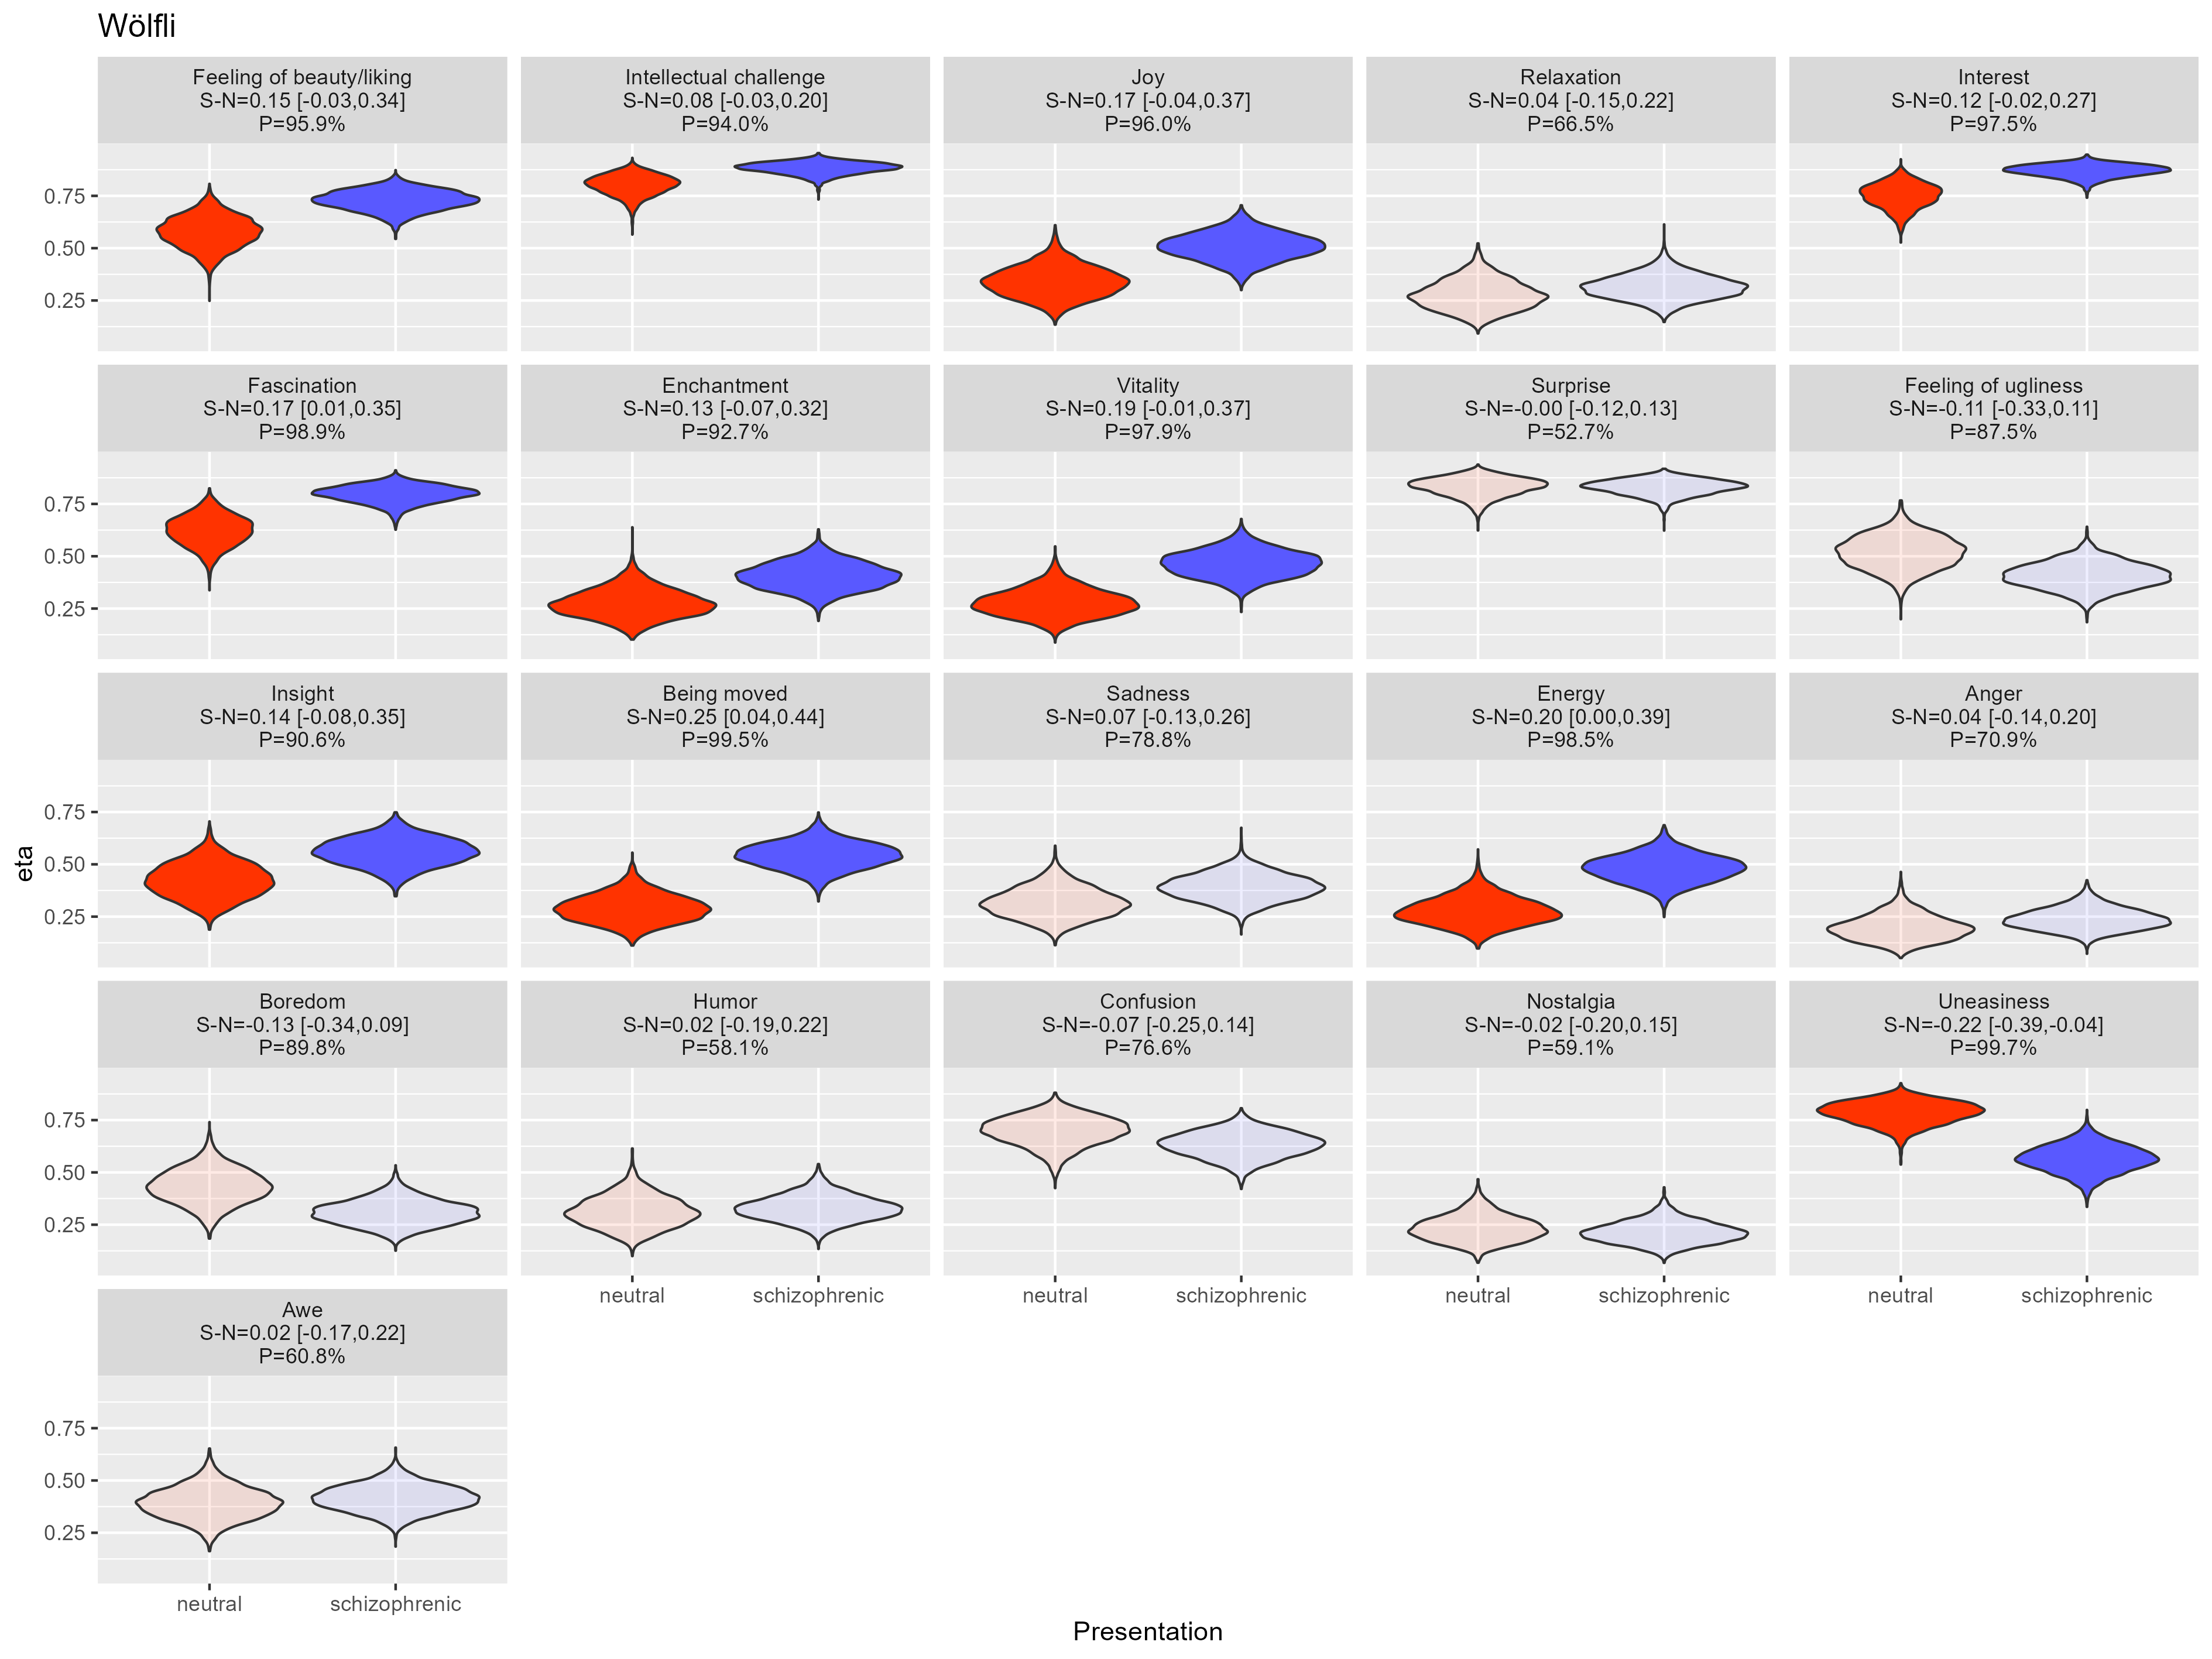 Wölfli
Feeling of beauty/liking
S-N=0.15 [-0.03,0.34]
P=95.9%
Intellectual challenge
S-N=0.08 [-0.03,0.20]
P=94.0%
Joy
S-N=0.17 [-0.04,0.37]
P=96.0%
Relaxation
S-N=0.04 [-0.15,0.22]
P=66.5%
Interest
S-N=0.12 [-0.02,0.27]
P=97.5%
0.75
0.50
0.25
Fascination
S-N=0.17 [0.01,0.35]
P=98.9%
Enchantment
S-N=0.13 [-0.07,0.32]
P=92.7%
Vitality
S-N=0.19 [-0.01,0.37]
P=97.9%
Surprise
S-N=-0.00 [-0.12,0.13]
P=52.7%
Feeling of ugliness
S-N=-0.11 [-0.33,0.11]
P=87.5%
0.75
0.50
0.25
Insight
S-N=0.14 [-0.08,0.35]
P=90.6%
Being moved
S-N=0.25 [0.04,0.44]
P=99.5%
Sadness
S-N=0.07 [-0.13,0.26]
P=78.8%
Energy
S-N=0.20 [0.00,0.39]
P=98.5%
Anger
S-N=0.04 [-0.14,0.20]
P=70.9%
0.75
0.50
0.25
eta
Boredom
S-N=-0.13 [-0.34,0.09]
P=89.8%
Humor
S-N=0.02 [-0.19,0.22]
P=58.1%
Confusion
S-N=-0.07 [-0.25,0.14]
P=76.6%
Nostalgia
S-N=-0.02 [-0.20,0.15]
P=59.1%
Uneasiness
S-N=-0.22 [-0.39,-0.04]
P=99.7%
0.75
0.50
0.25
neutral schizophrenic
neutral schizophrenic
neutral schizophrenic
neutral schizophrenic
Awe
S-N=0.02 [-0.17,0.22]
P=60.8%
0.75
0.50
0.25
neutral schizophrenic
Presentation